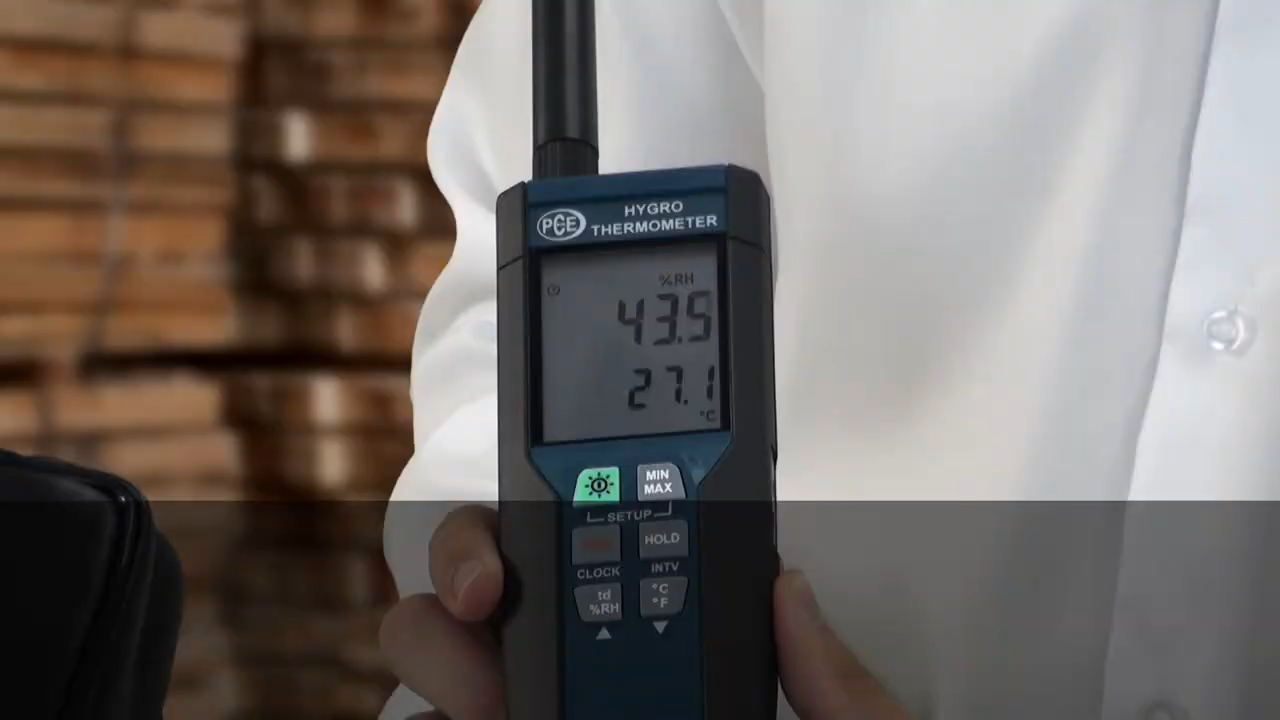 PCE
HYGRO
THERMOMETER
%RH
43.5
27.1
°C
MIN
MAX
SETUP
HOLD
CLOCK
INTV
td
%RH
°C
°F